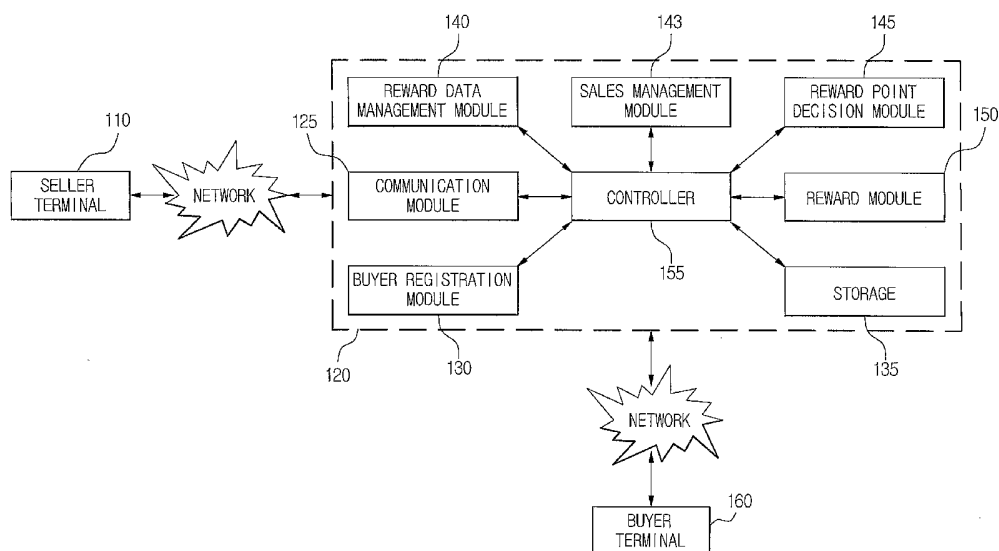 140
143
145
REWARD DATA
MANAGEMENT MODULE
SALES MANAGEMENT
MODULE
REWARD POINT
DECISION MODULE
110
125
150
SELLER
TERMINAL
NETWORK
COMMUNICATION
MODULE
CONTROLLER
REWARD MODULE
155
BUYER REGISTRATION
MODULE
STORAGE
120
130
135
NETWORK
BUYER
TERMINAL
160